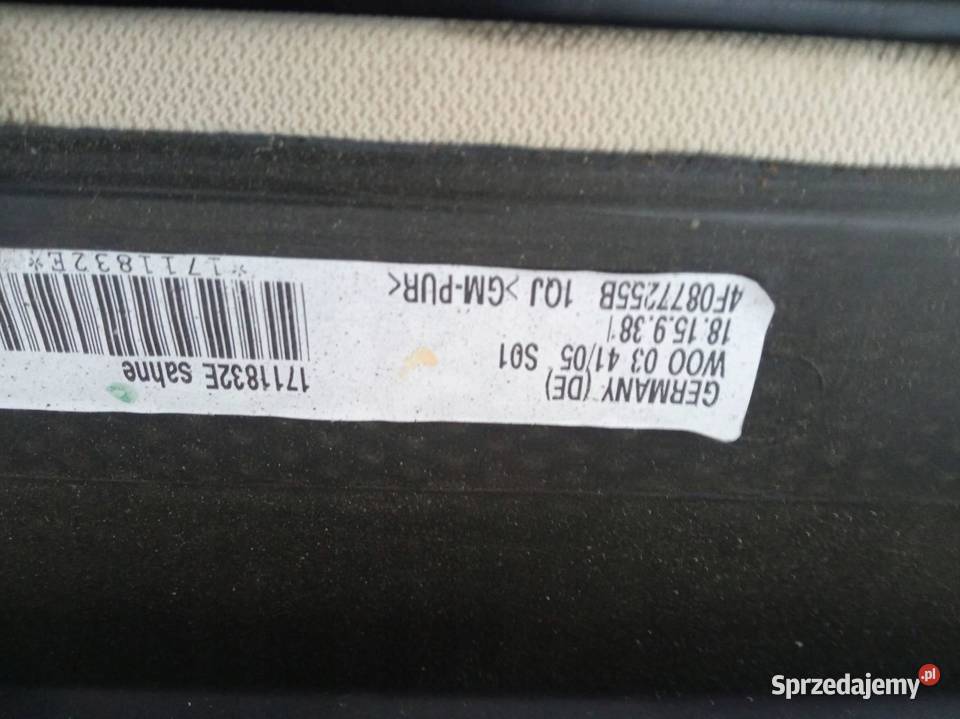 4F0877255B 1QJ >GM-PUR<
18.15.9.38
WOO 03 41/05 S01
GERMANY (DE)
*1711832E*
1711832E sahne
Sprzedajemy.pl